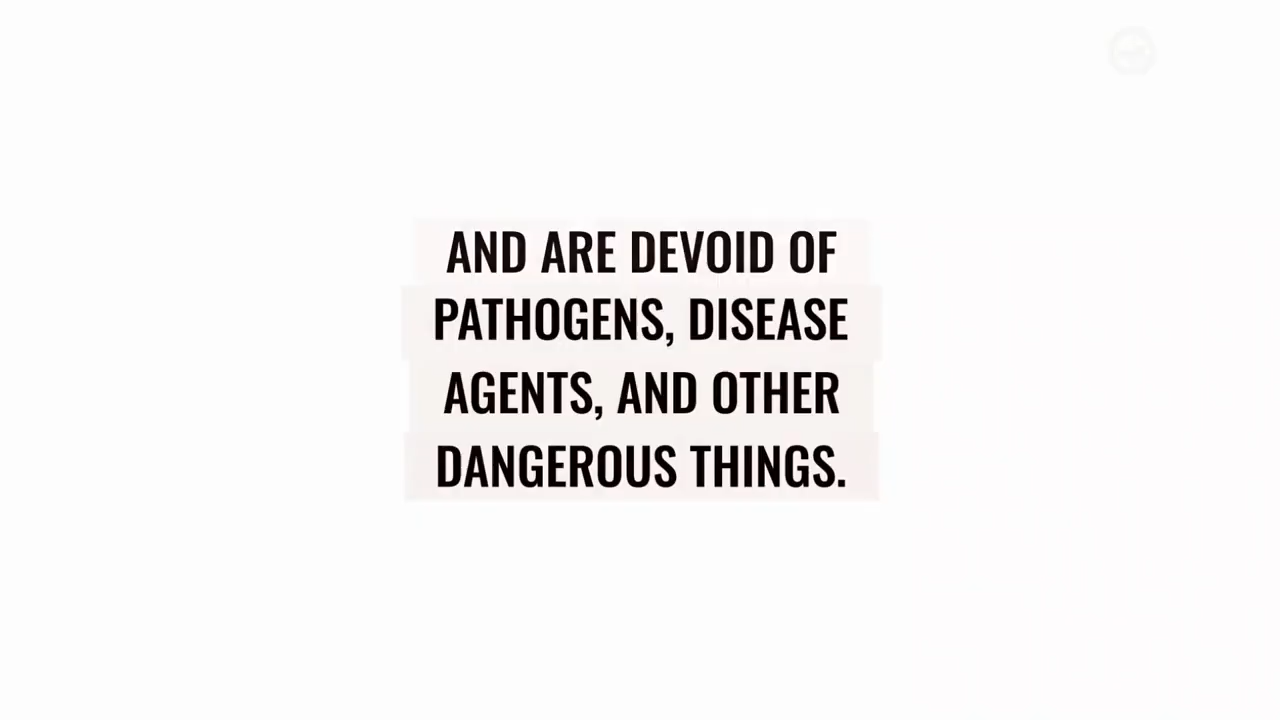 AND ARE DEVOID OF
PATHOGENS, DISEASE
AGENTS, AND OTHER
DANGEROUS THINGS.